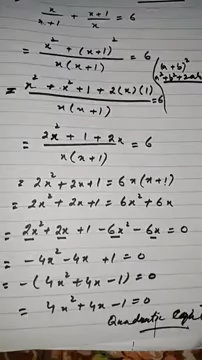 x/(x+1) + (x+1)/x = 6
= (x² + (x+1)²)/(x(x+1)) = 6
(a+b)²
= (x² + x² + 1 + 2(x)(1))/(x(x+1)) = 6
= (2x² + 1 + 2x)/(x(x+1)) = 6
= 2x² + 2x + 1 = 6x(x+1)
= 2x² + 2x + 1 = 6x² + 6x
= 2x² + 2x + 1 - 6x² - 6x = 0
= -4x² - 4x + 1 = 0
= -(4x² + 4x - 1) = 0
= 4x² + 4x - 1 = 0
Quadratic